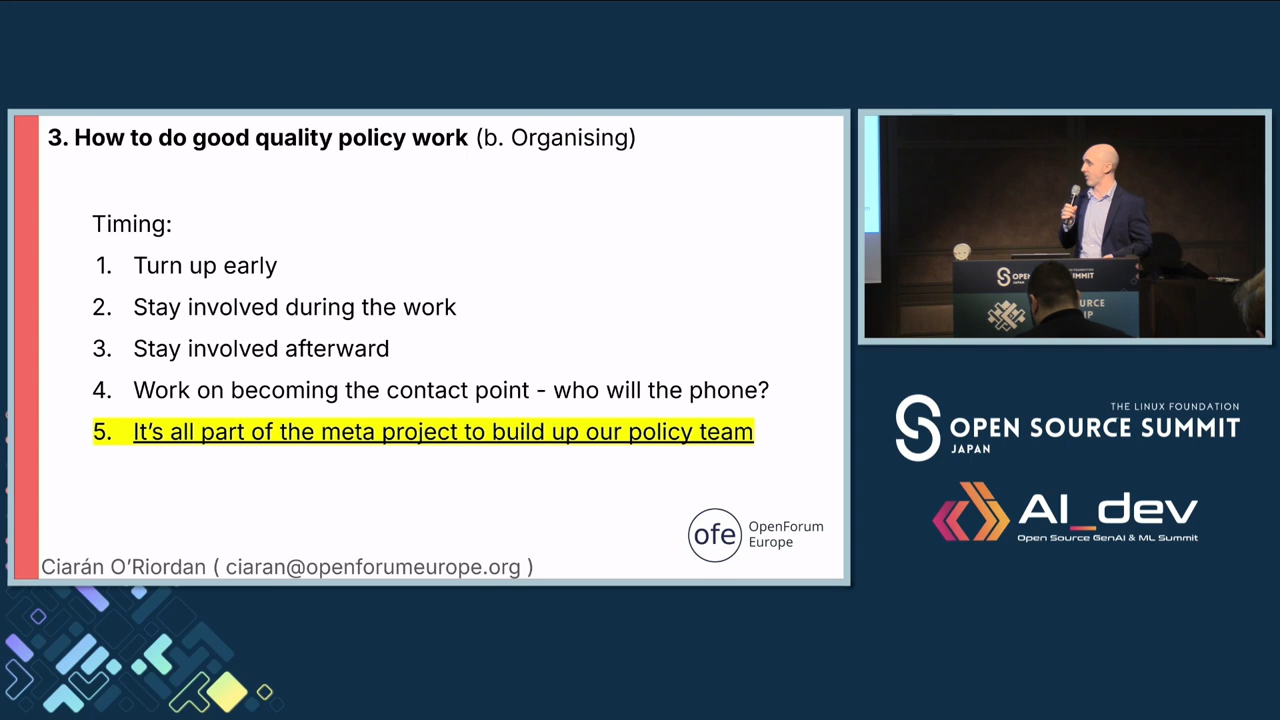 3. How to do good quality policy work (b. Organising)
Timing:
1. Turn up early
2. Stay involved during the work
3. Stay involved afterward
4. Work on becoming the contact point - who will the phone?
5. It's all part of the meta project to build up our policy team
ofe OpenForum
Europe
Ciarán O'Riordan ( ciaran@openforumeurope.org )
OPEN
SUMMIT
JAPAN
THE LINUX FOUNDATION
OPEN SOURCE SUMMIT
JAPAN
AI_dev
Open Source GenAI & ML Summit